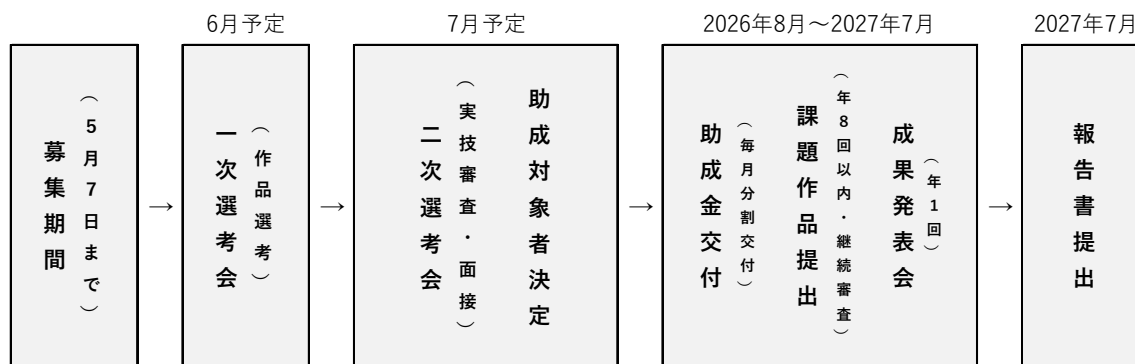 6月予定
7月予定
2026年8月~2027年7月
2027年7月
募集期間
(5月7日まで)
→
一次選考会
(作品選考)
→
二次選考会
(実技審査・面接)
助成対象者決定
→
助成金交付
(毎月分割交付)
課題作品提出
(年8回以内・継続審査)
成果発表会
(年1回)
→
報告書提出